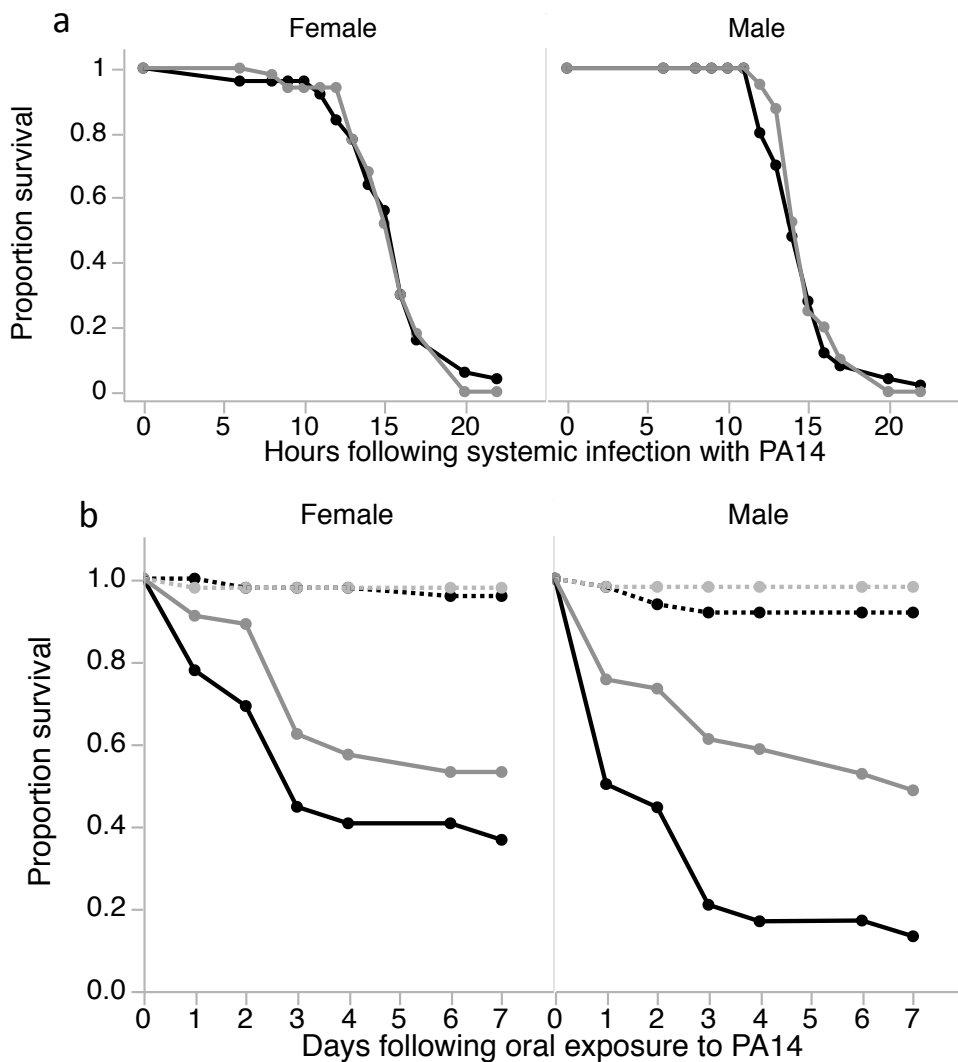 a
Female Male
Proportion survival
1
0.8
0.6
0.4
0.2
0
0 5 10 15 20 0 5 10 15 20
Hours following systemic infection with PA14
b
Female Male
Proportion survival
1.0
0.8
0.6
0.4
0.2
0.0
0 1 2 3 4 5 6 7 0 1 2 3 4 5 6 7
Days following oral exposure to PA14